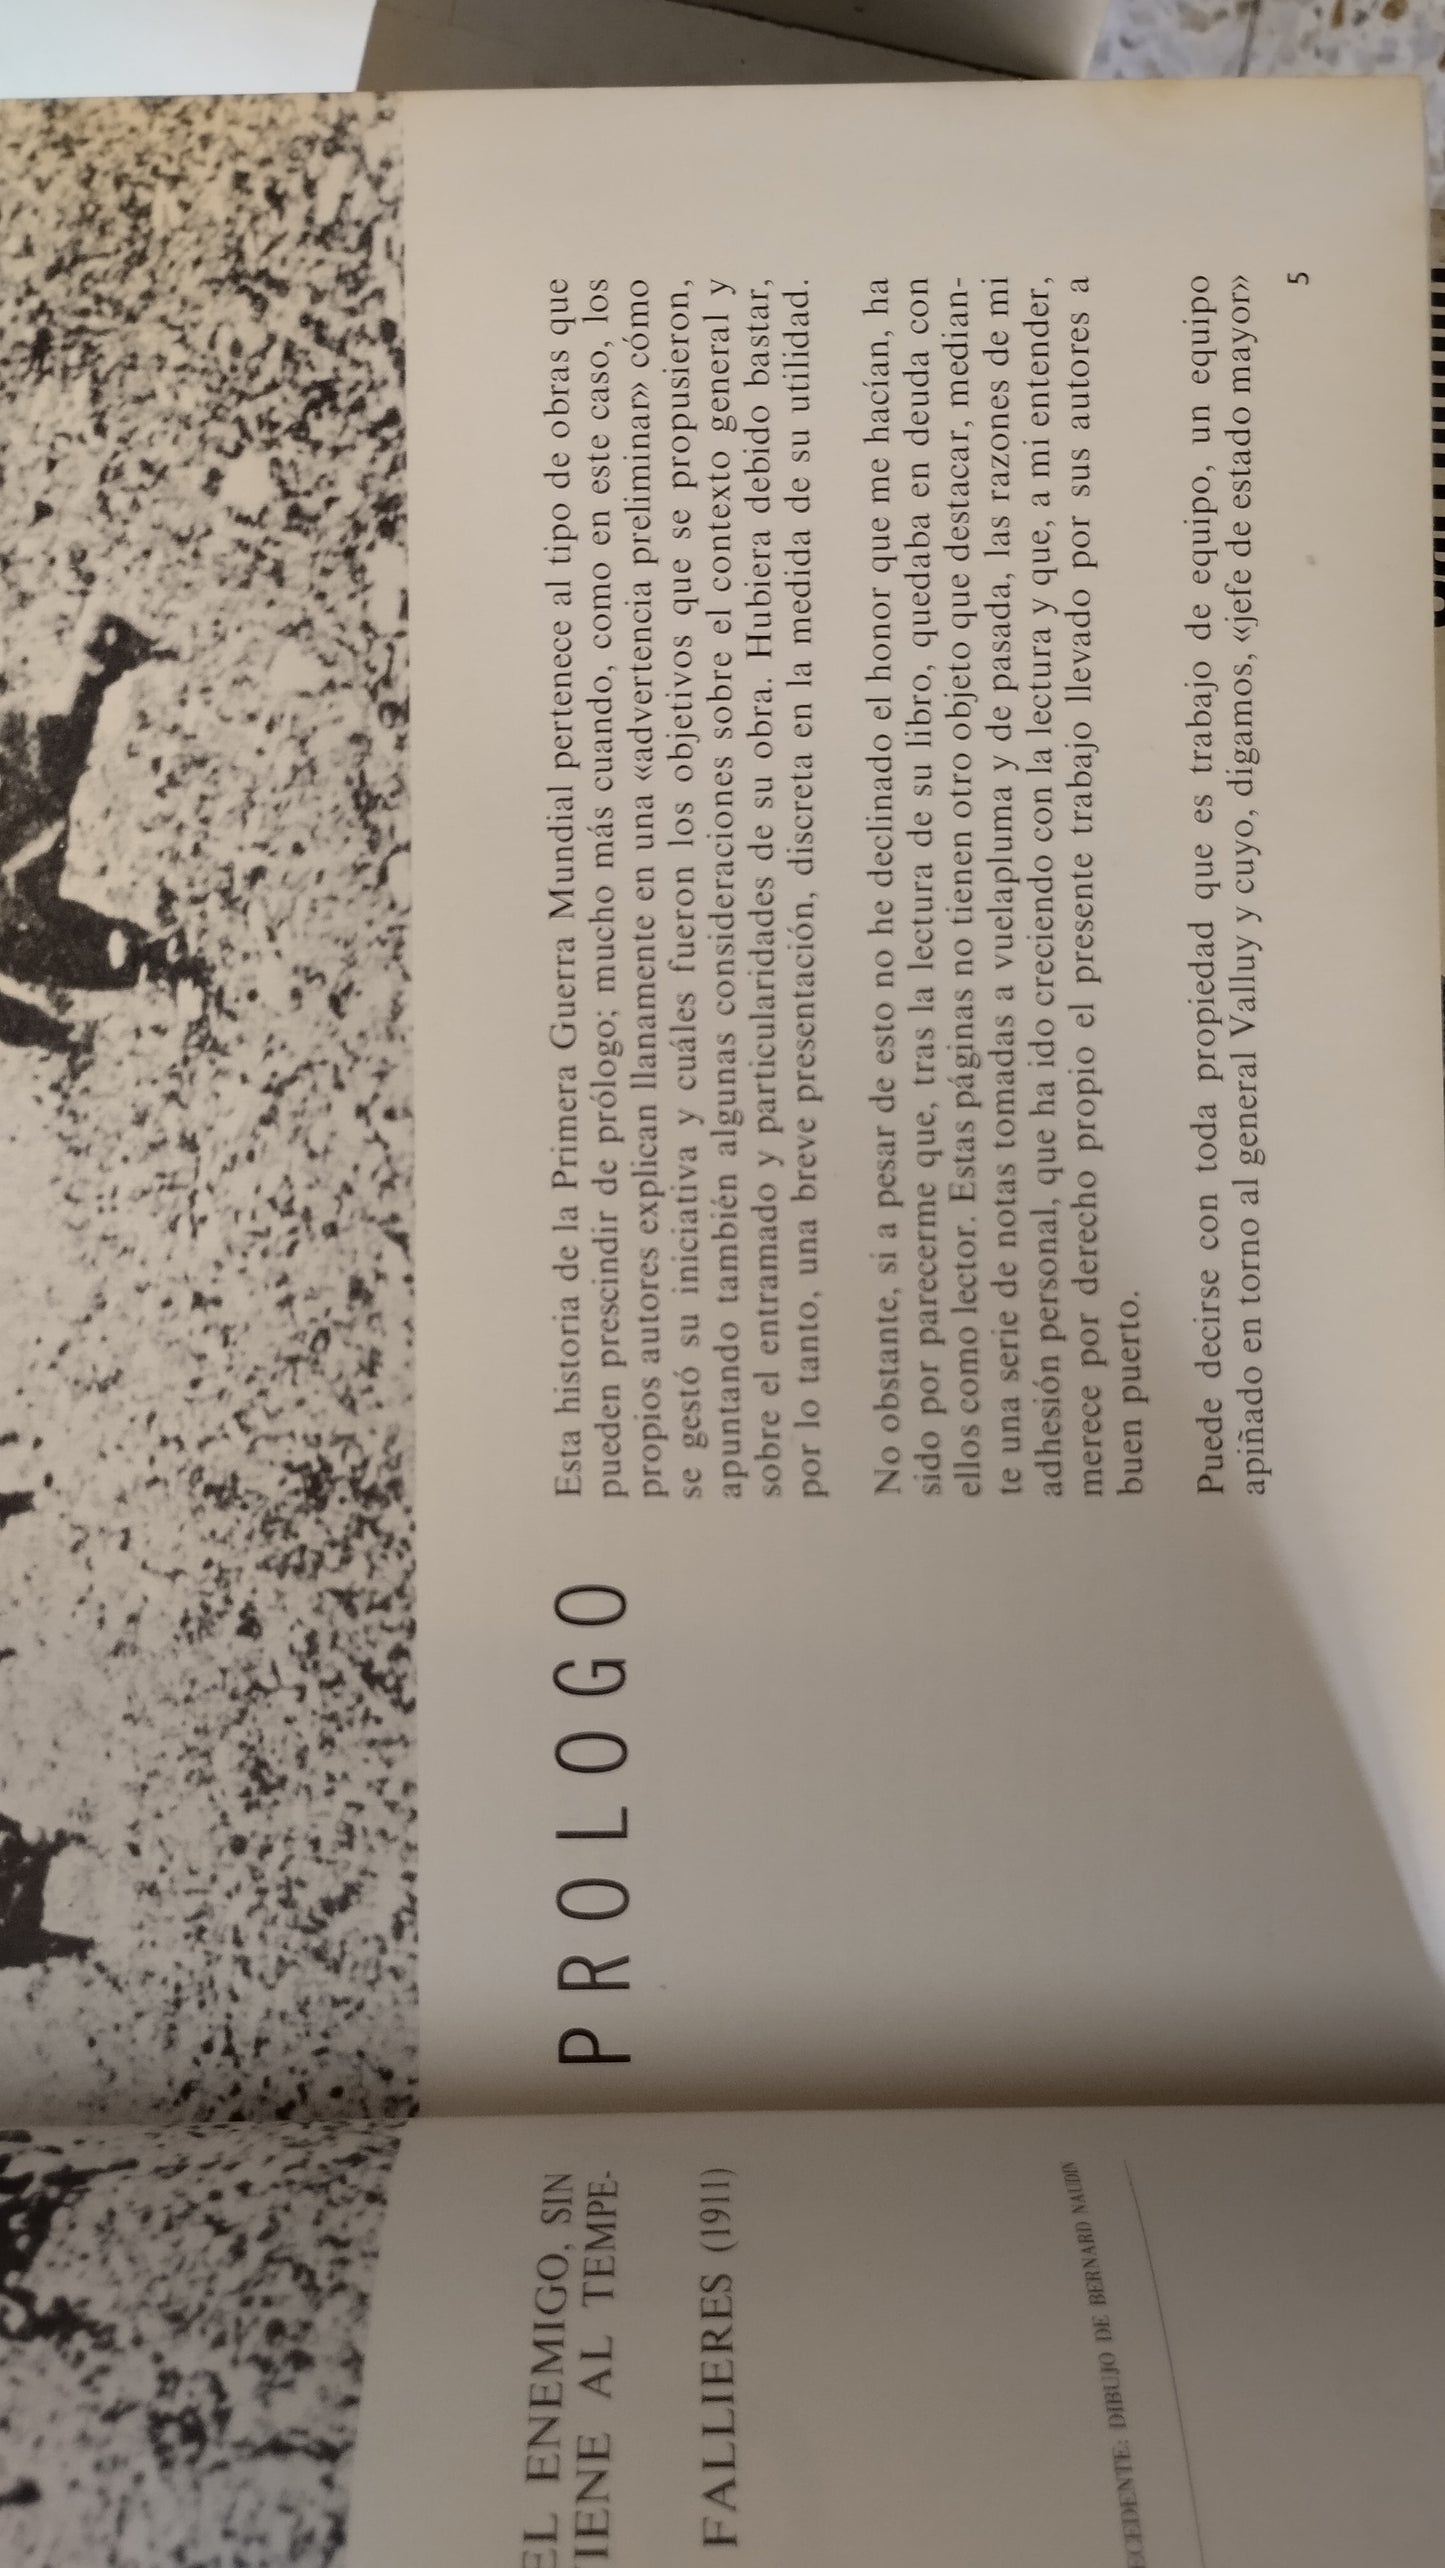 EL ENEMIGO, SIN
IENE AL TEMPE-
FALLIERES (1911)
ECEDENTE: DIBUJO DE BERNARD NAUDIN
PROLOGO
Esta historia de la Primera Guerra Mundial pertenece al tipo de obras que
pueden prescindir de prólogo; mucho más cuando, como en este caso, los
propios autores explican llanamente en una «advertencia preliminar» cómo
se gestó su iniciativa y cuáles fueron los objetivos que se propusieron,
apuntando también algunas consideraciones sobre el contexto general y
sobre el entramado y particularidades de su obra. Hubiera debido bastar,
por lo tanto, una breve presentación, discreta en la medida de su utilidad.
No obstante, si a pesar de esto no he declinado el honor que me hacían, ha
sido por parecerme que, tras la lectura de su libro, quedaba en deuda con
ellos como lector. Estas páginas no tienen otro objeto que destacar, median-
te una serie de notas tomadas a vuelapluma y de pasada, las razones de mi
adhesión personal, que ha ido creciendo con la lectura y que, a mi entender,
merece por derecho propio el presente trabajo llevado por sus autores a
buen puerto.
Puede decirse con toda propiedad que es trabajo de equipo, un equipo
apiñado en torno al general Valluy y cuyo, digamos, «jefe de estado mayor»
5